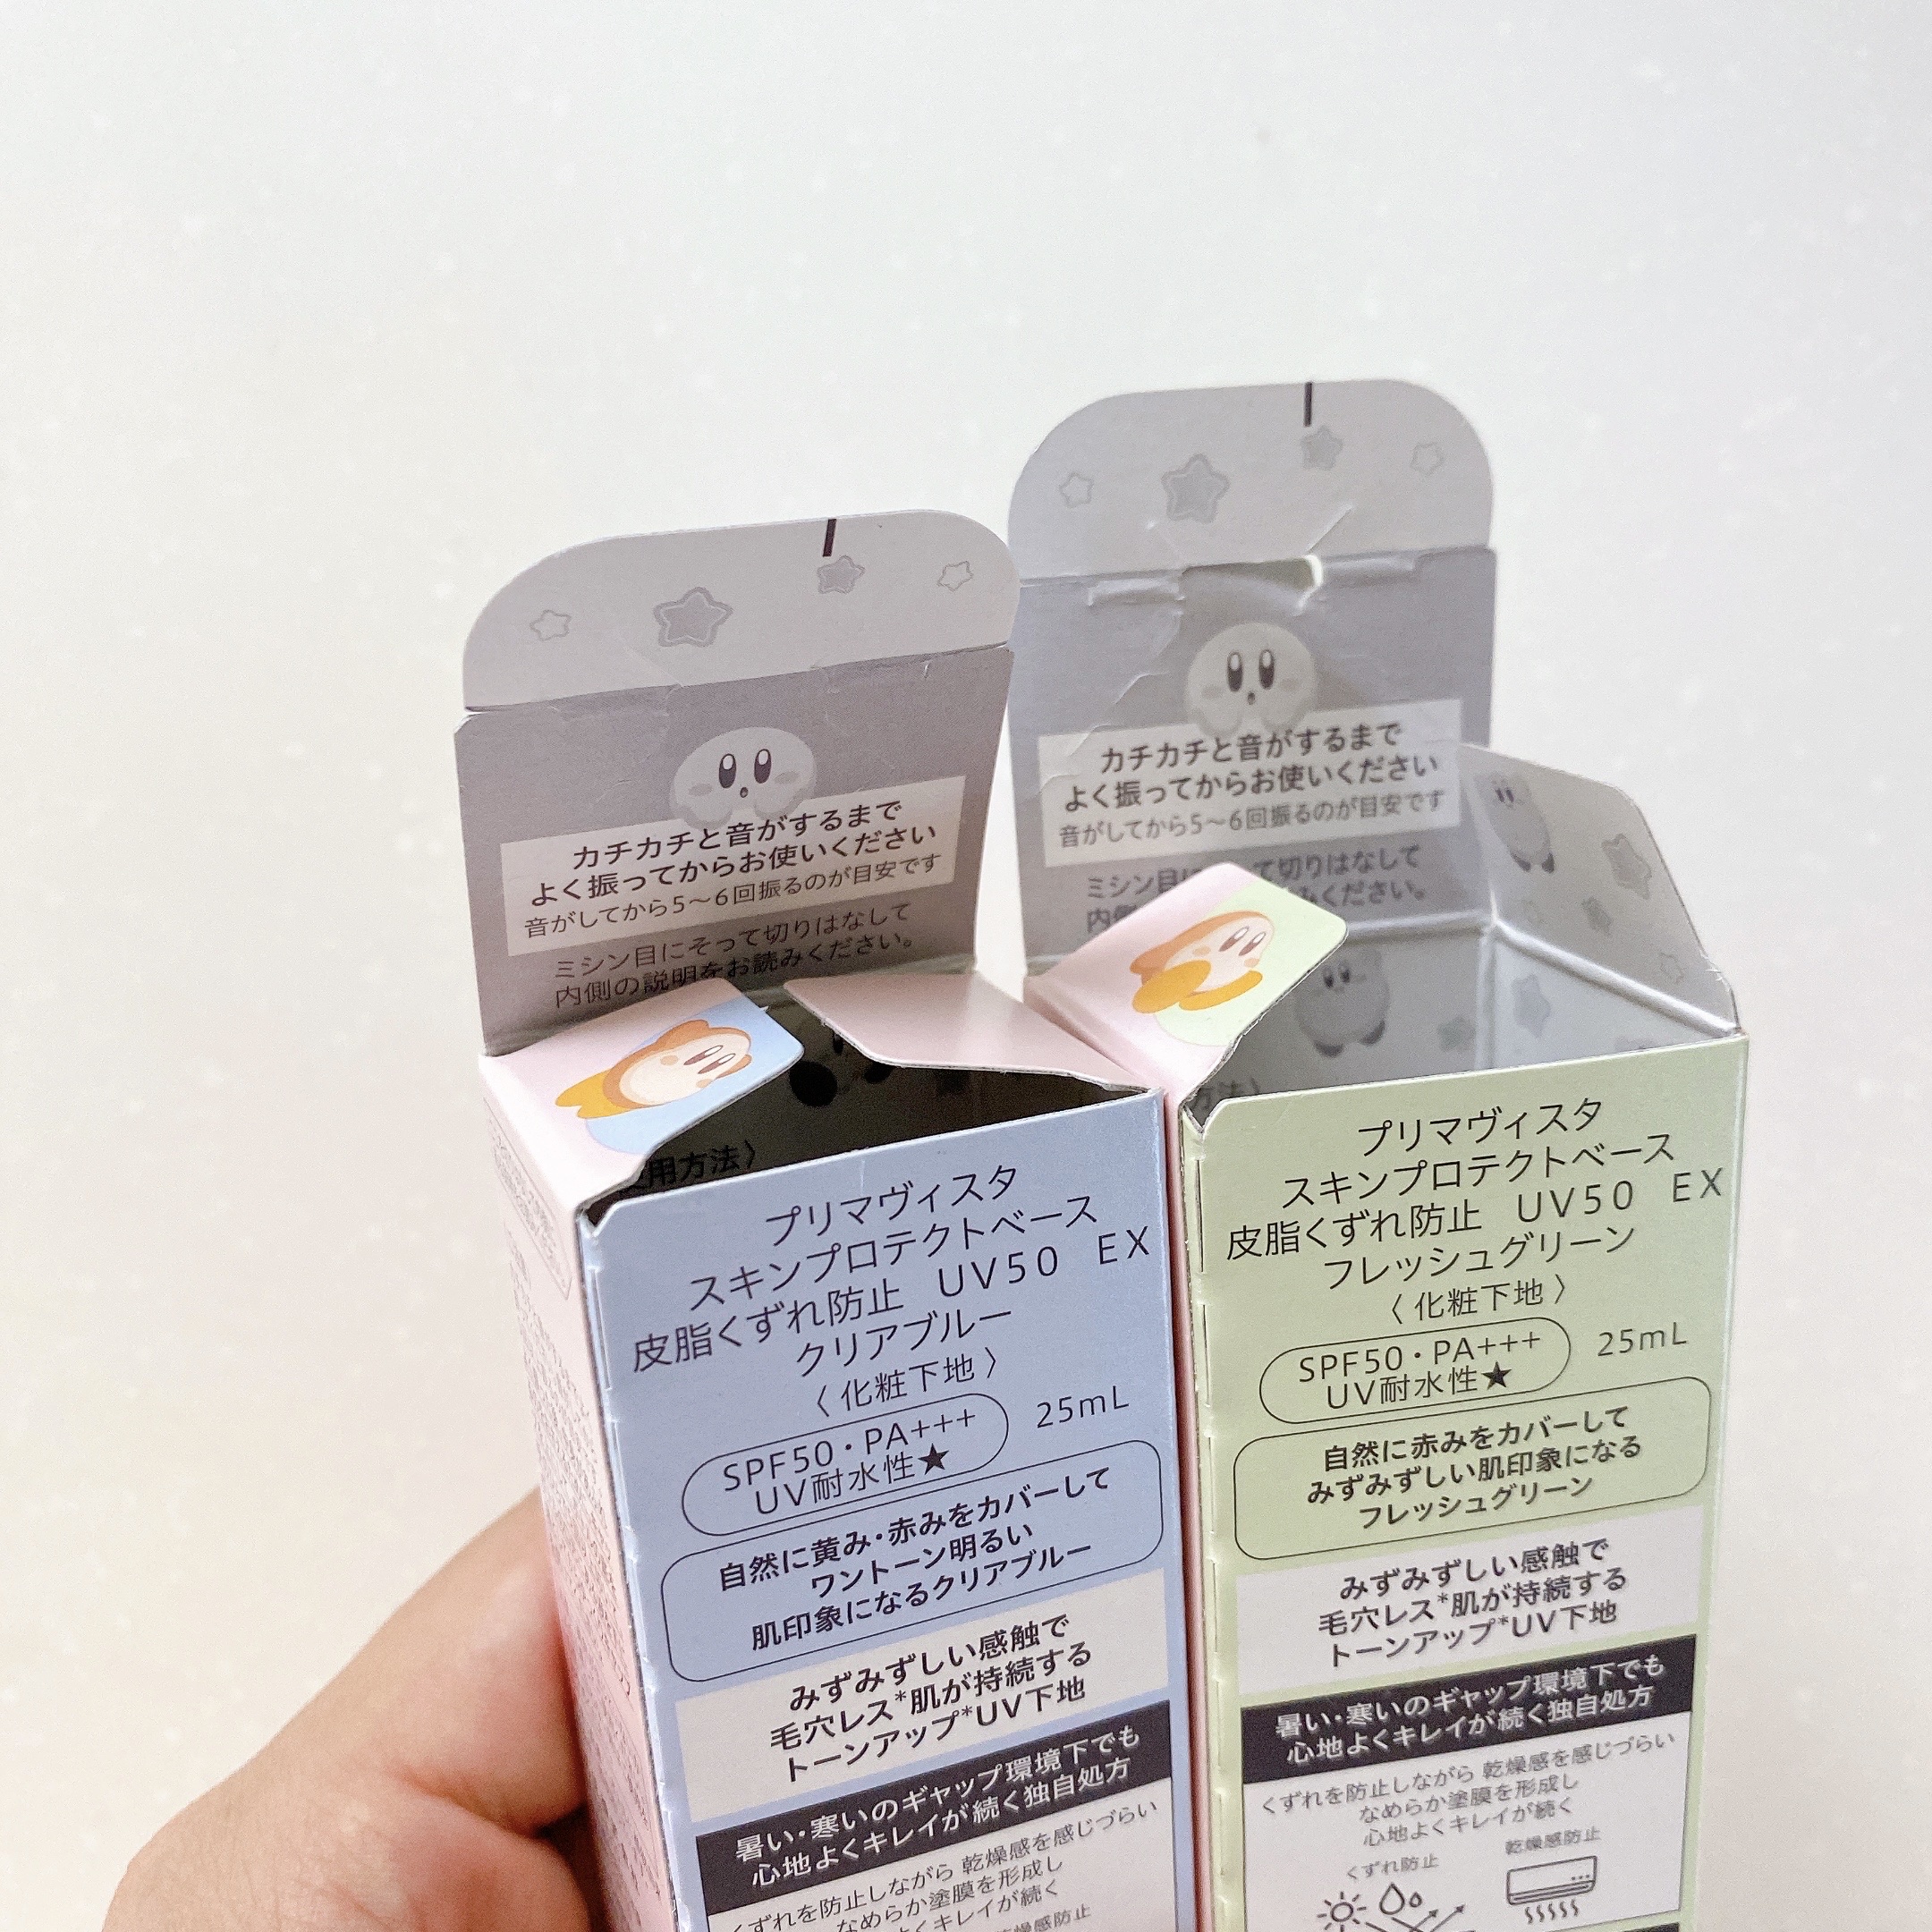 カチカチと音がするまで
よく振ってからお使いください
音がしてから5～6回振るのが目安です
ミシン目にそって切りはなして
内側の説明をお読みください。
用方法〉
プリマヴィスタ
スキンプロテクトベース
皮脂くずれ防止 UV50 EX
クリアブルー
〈化粧下地〉
SPF50・PA+++
UV耐水性★
25mL
自然に黄み・赤みをカバーして
ワントーン明るい
肌印象になるクリアブルー
みずみずしい感触で
毛穴レス*肌が持続する
トーンアップ*UV下地
暑い・寒いのギャップ環境下でも
心地よくキレイが続く独自処方
くずれを防止しながら 乾燥感を感じづらい
なめらか塗膜を形成し
よくキレイが続く
燥感防止
カチカチと音がするまで
よく振ってからお使いください
音がしてから5～6回振るのが目安です
ミシン目に て切りはなして
内側 みください。
方法〉
プリマヴィスタ
スキンプロテクトベース
皮脂くずれ防止 UV50 EX
フレッシュグリーン
〈化粧下地〉
SPF50・PA+++
UV耐水性★
25mL
自然に赤みをカバーして
みずみずしい肌印象になる
フレッシュグリーン
みずみずしい感触で
毛穴レス*肌が持続する
トーンアップ*UV下地
暑い・寒いのギャップ環境下でも
心地よくキレイが続く独自処方
くずれを防止しながら 乾燥感を感じづらい
なめらか塗膜を形成し
心地よくキレイが続く
くずれ防止
乾燥感防止